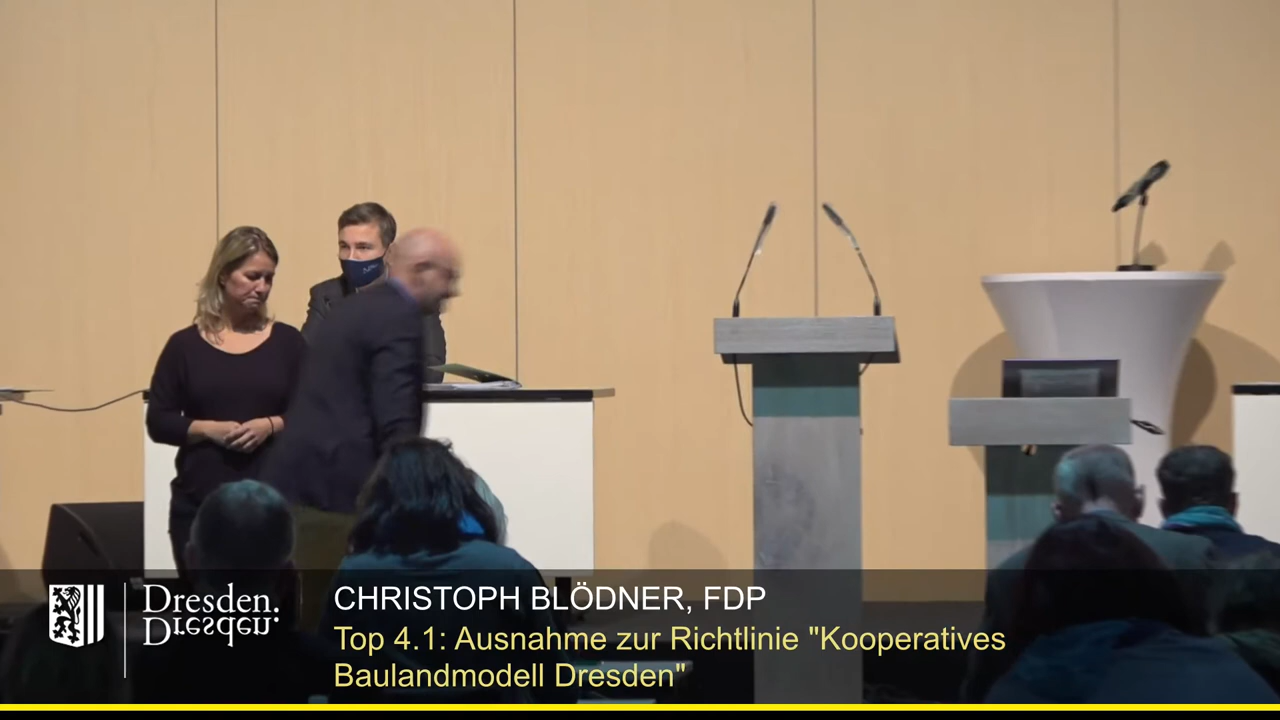 CHRISTOPH BLÖDNER, FDP
Dresden.
Dresden.
Top 4.1: Ausnahme zur Richtlinie "Kooperatives
Baulandmodell Dresden"